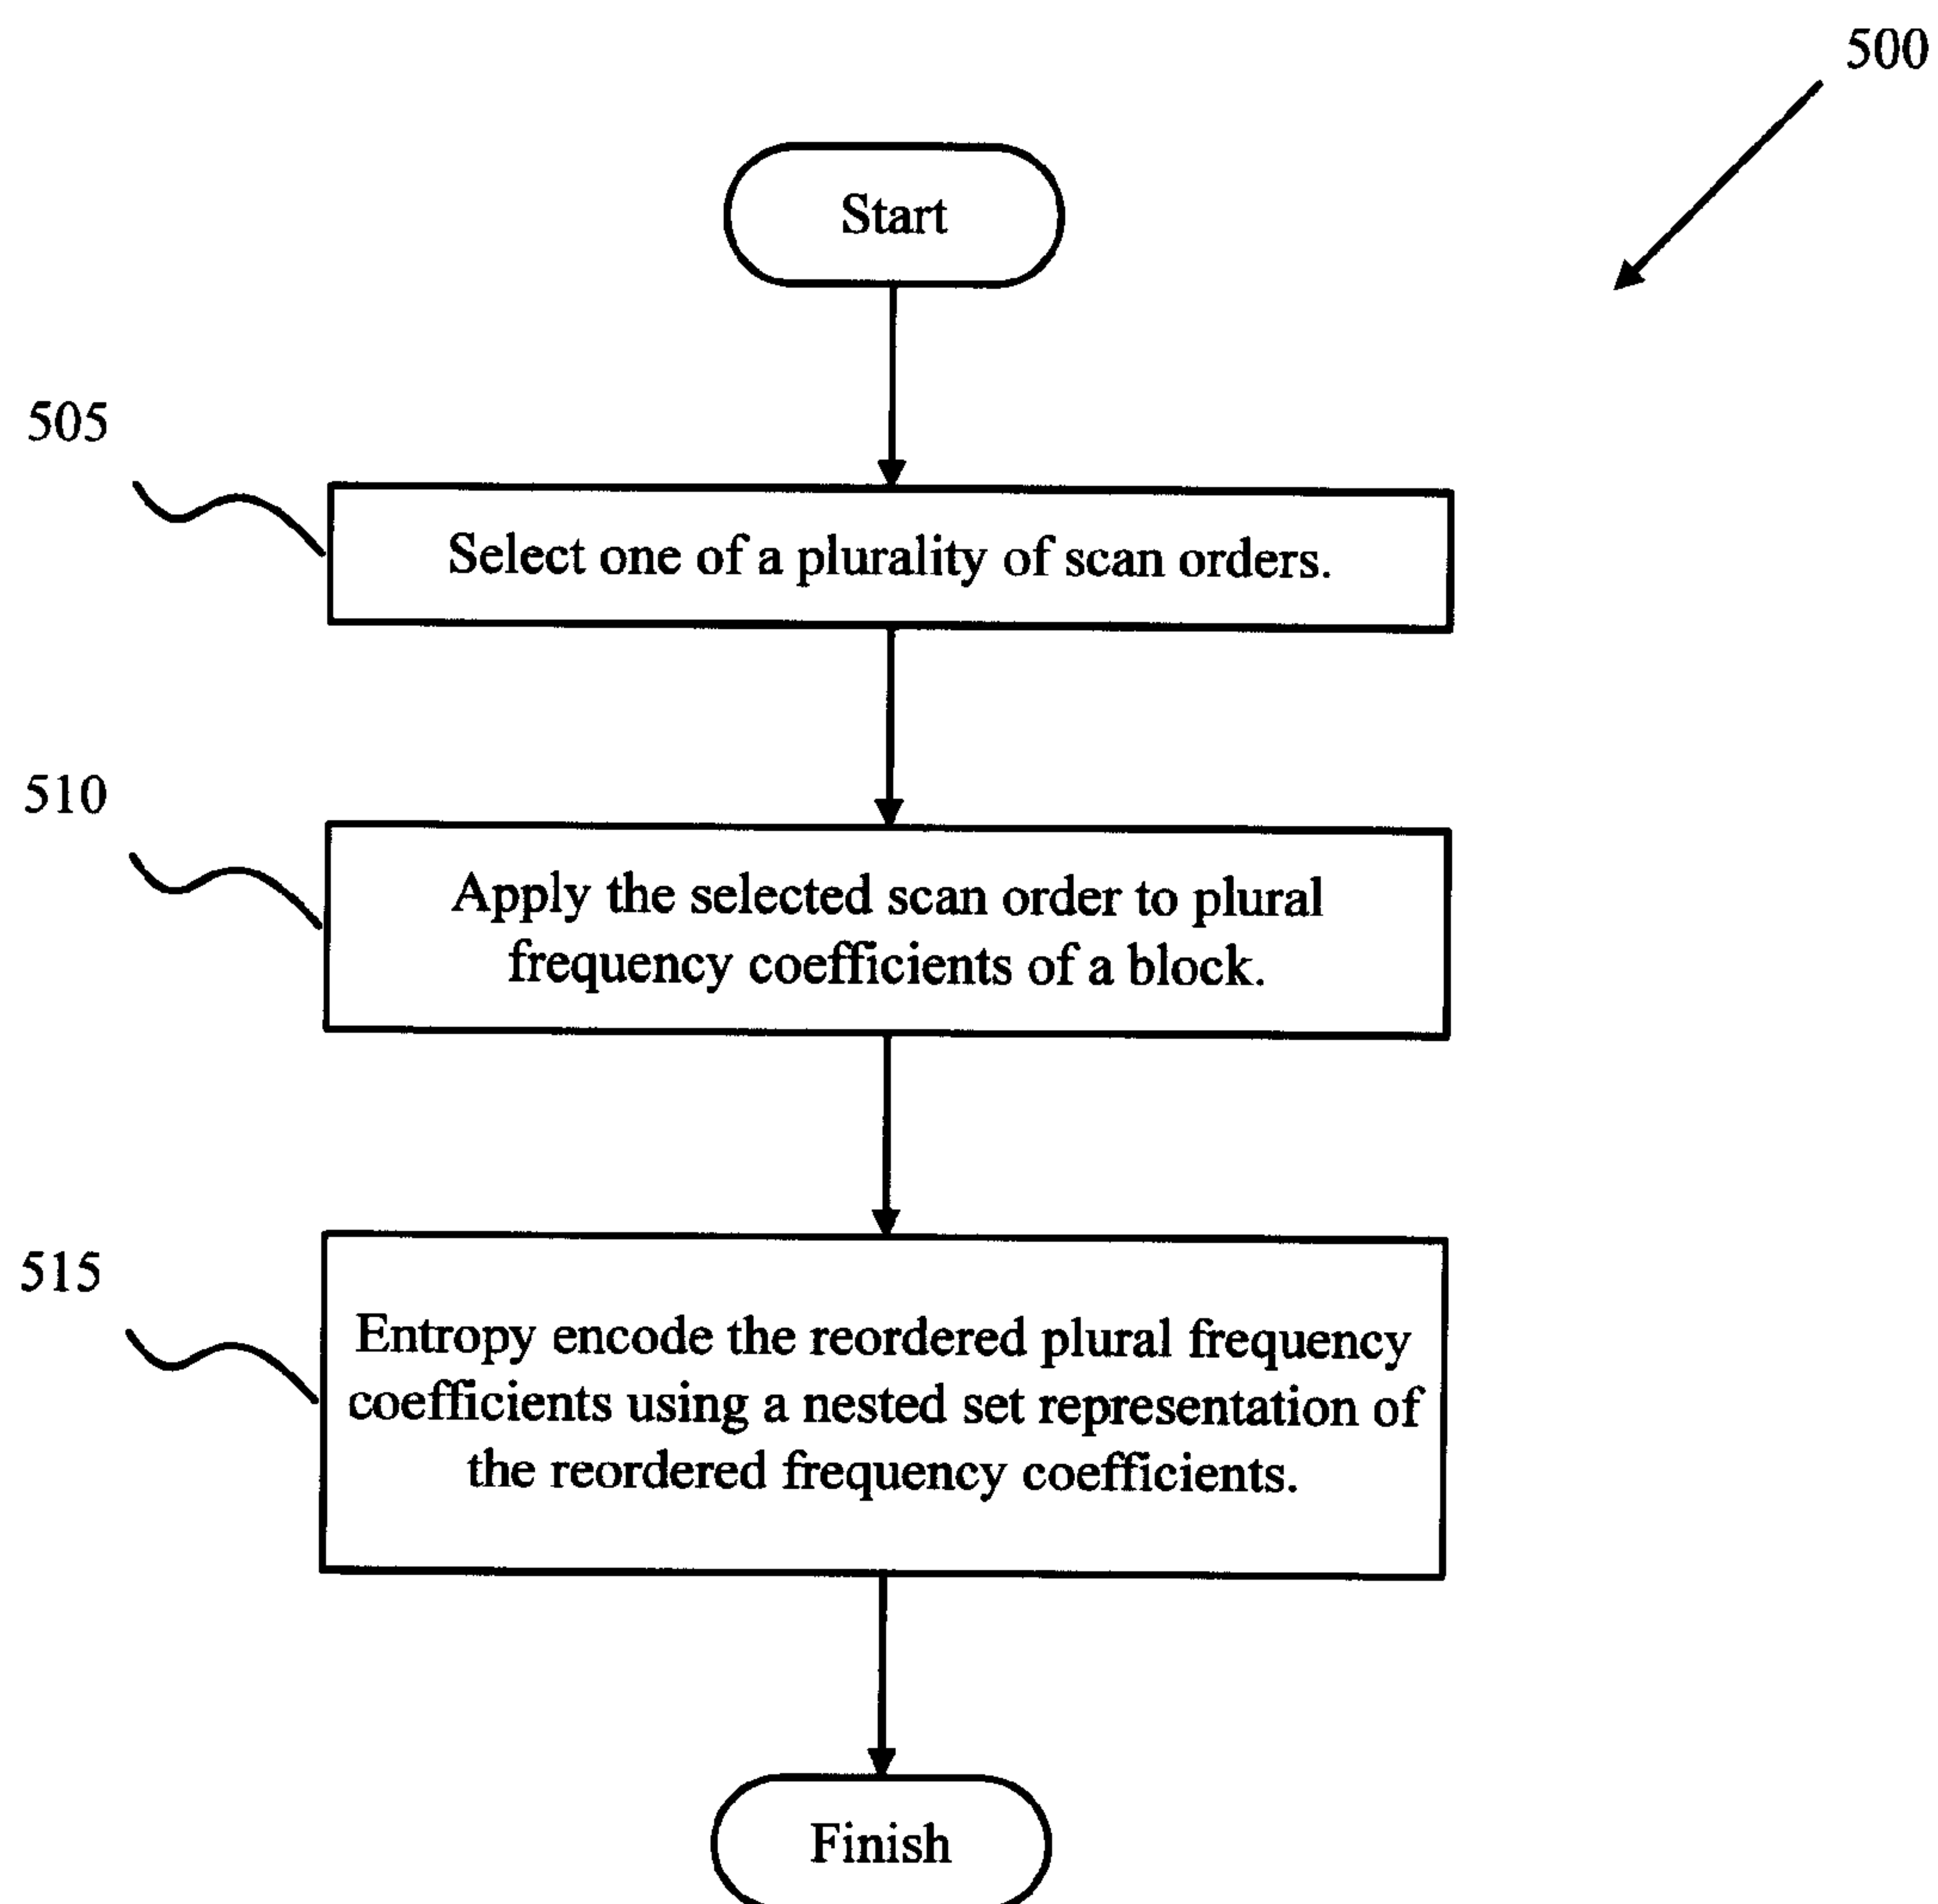 500
Start
505
Select one of a plurality of scan orders.
510
Apply the selected scan order to plural
frequency coefficients of a block.
515
Entropy encode the reordered plural frequency
coefficients using a nested set representation of
the reordered frequency coefficients.
Finish